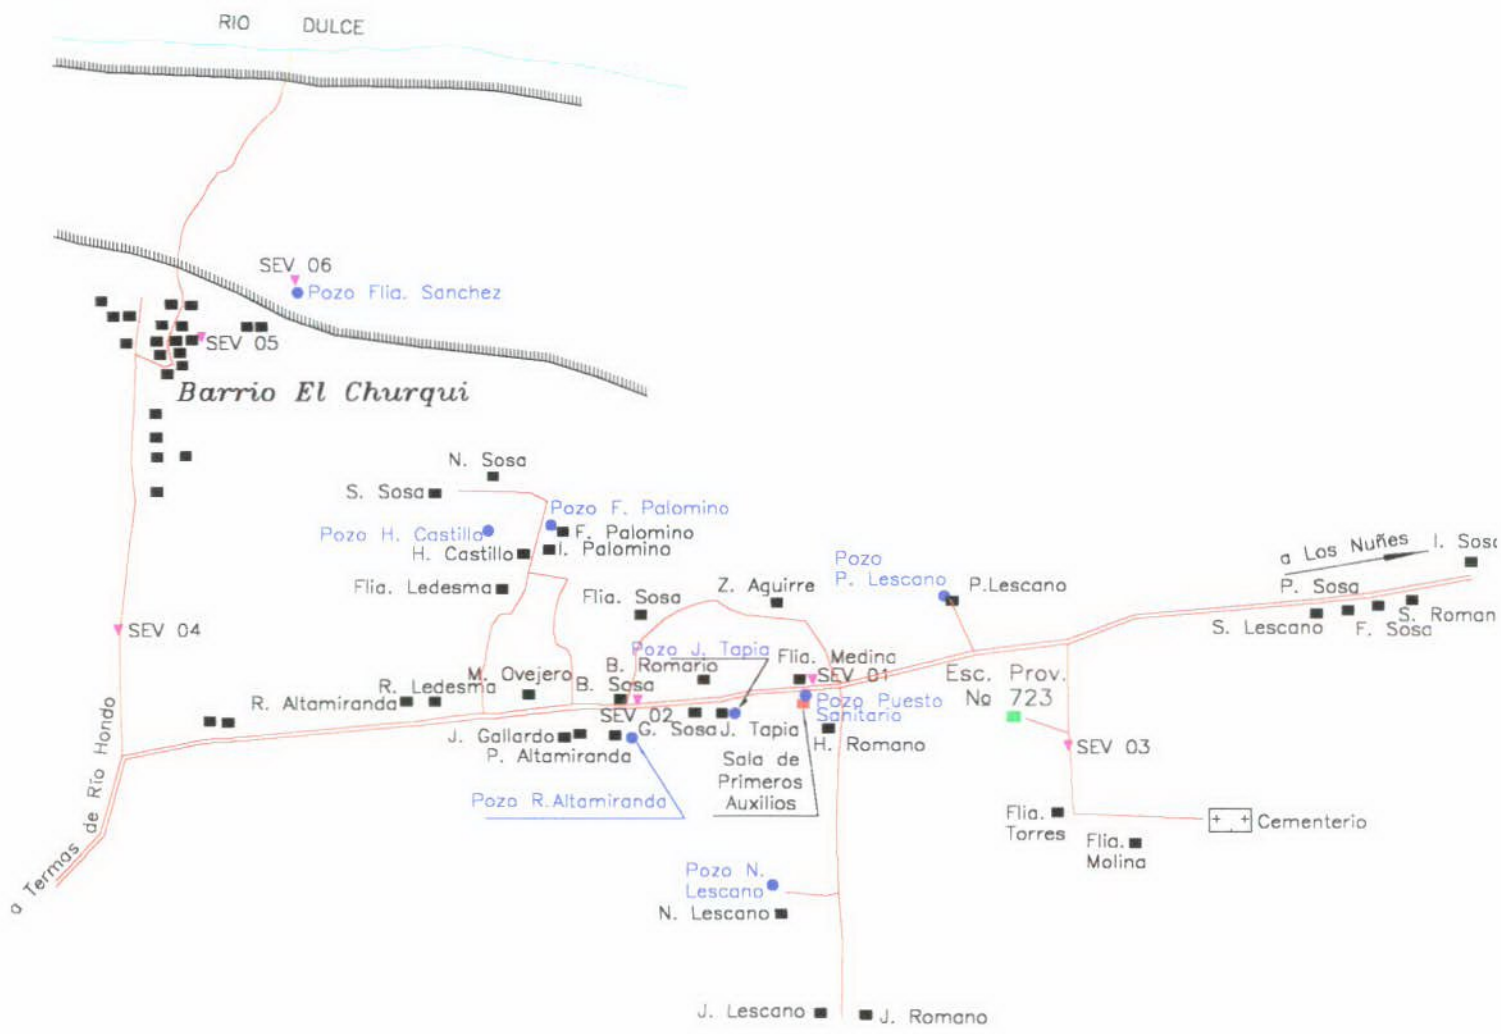 RIO DULCE
SEV 06
Pozo Flia. Sanchez
SEV 05
Barrio El Churqui
N. Sosa
S. Sosa
Pozo F. Palomino
Pozo H. Castillo
F. Palomino
H. Castillo
I. Palomino
Flia. Ledesma
Flia. Sosa
Z. Aguirre
Pozo
P. Lescano
P.Lescano
a Los Nuñes
I. Sosa
P. Sosa
S. Lescano
F. Sosa
S. Roman
SEV 04
Pozo J. Tapia
Flia. Medina
B. Romano
SEV 01
M. Ovejero
R. Ledesma
B. Sosa
R. Altamiranda
SEV 02
G. Sosa
J. Tapia
Pozo Puesto
Sanitario
H. Romano
Esc. Prov.
Nº 723
SEV 03
J. Gallardo
P. Altamiranda
Sala de
Primeros
Auxilios
Pozo R.Altamiranda
a Termas de Río Hondo
Flia.
Torres
Flia.
Molina
Cementerio
Pozo N.
Lescano
N. Lescano
J. Lescano
J. Romano